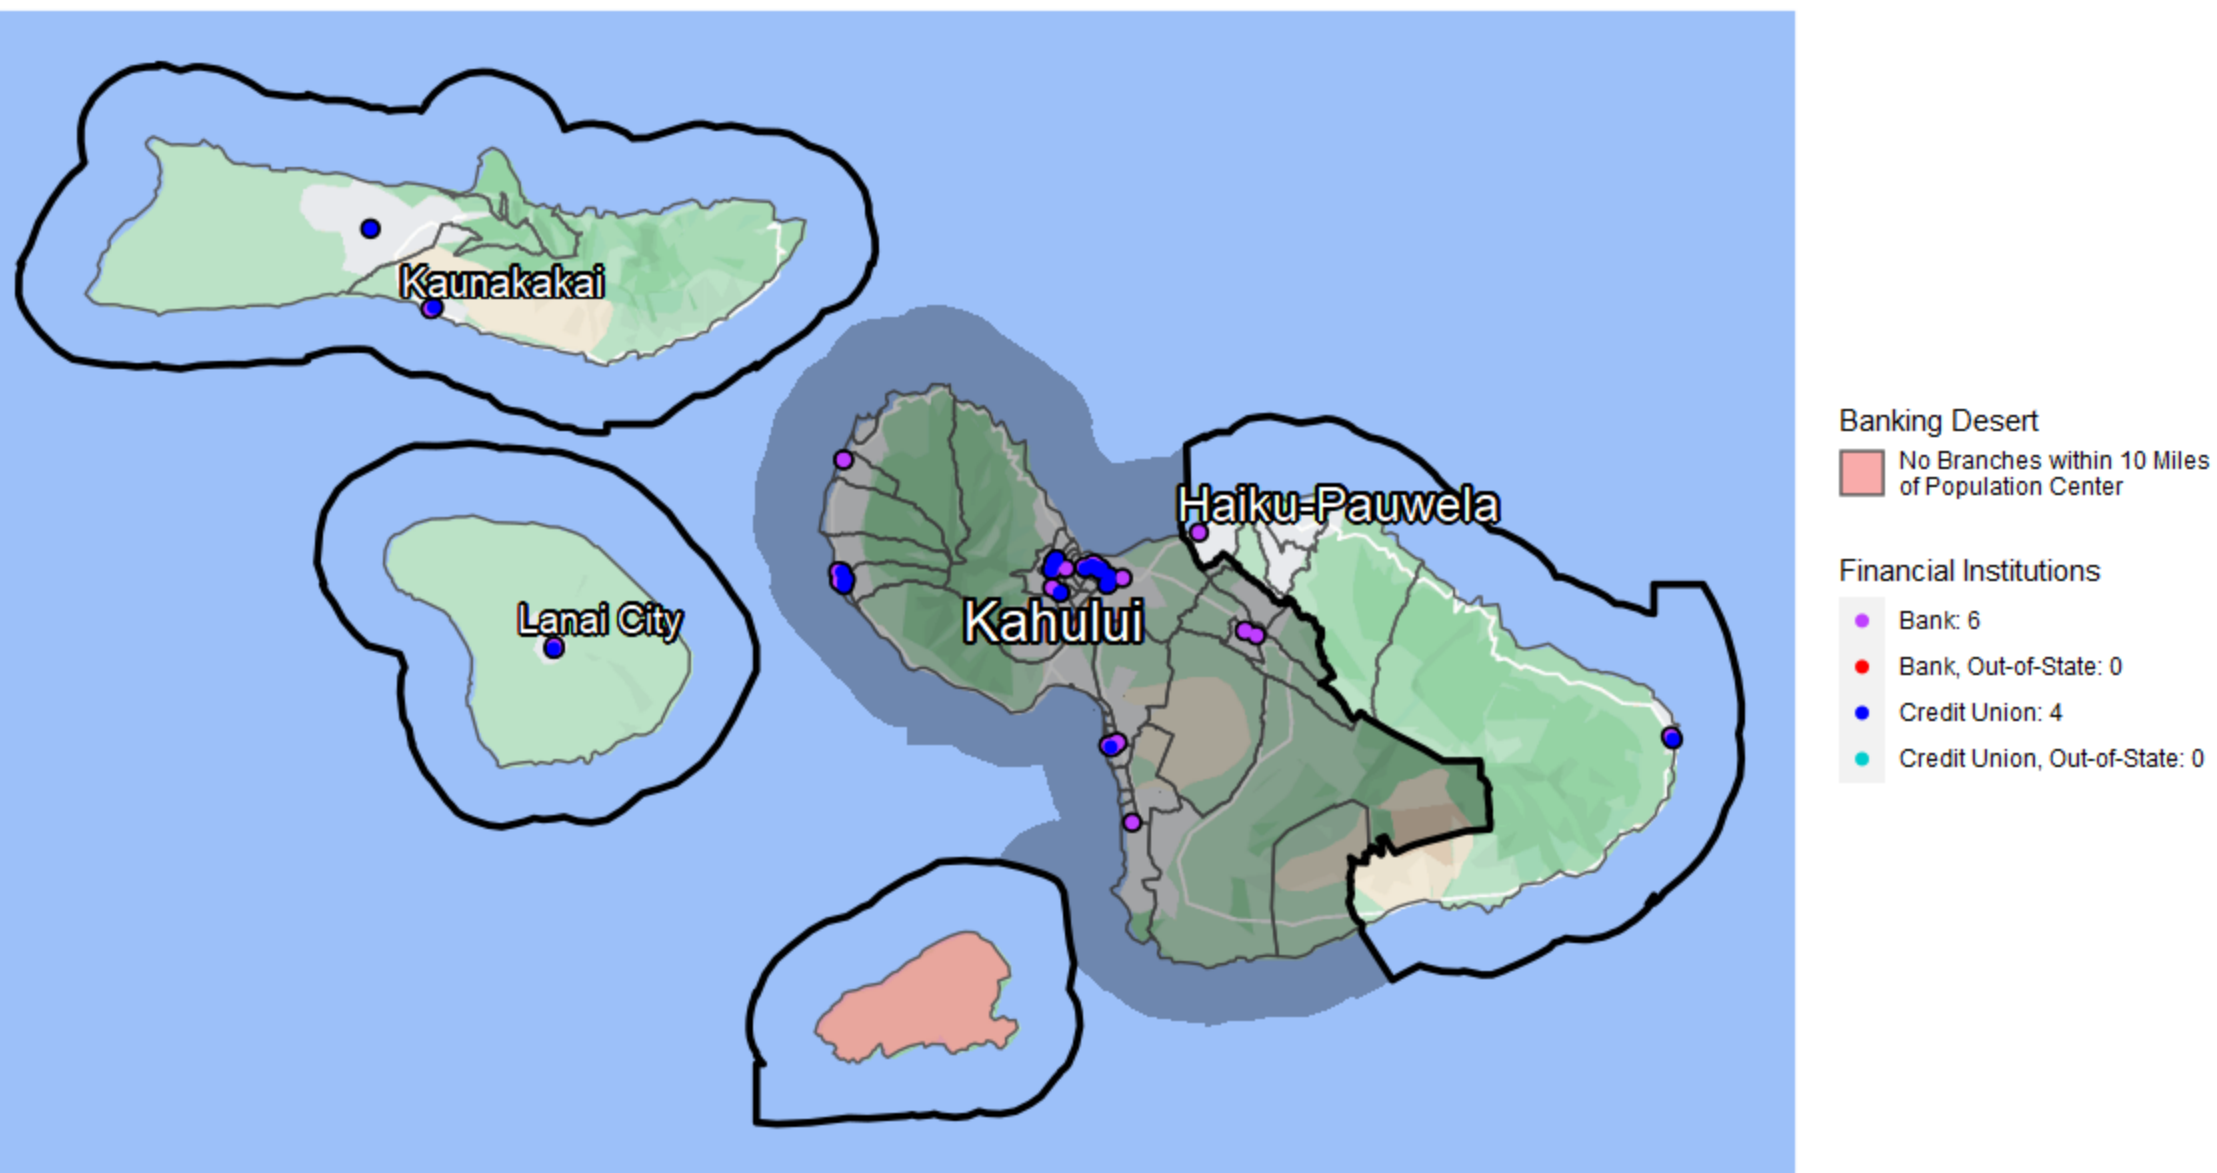 Kaunakakai
Haiku-Pauwela
Lanai City
Kahului
Banking Desert
No Branches within 10 Miles
of Population Center
Financial Institutions
Bank: 6
Bank, Out-of-State: 0
Credit Union: 4
Credit Union, Out-of-State: 0